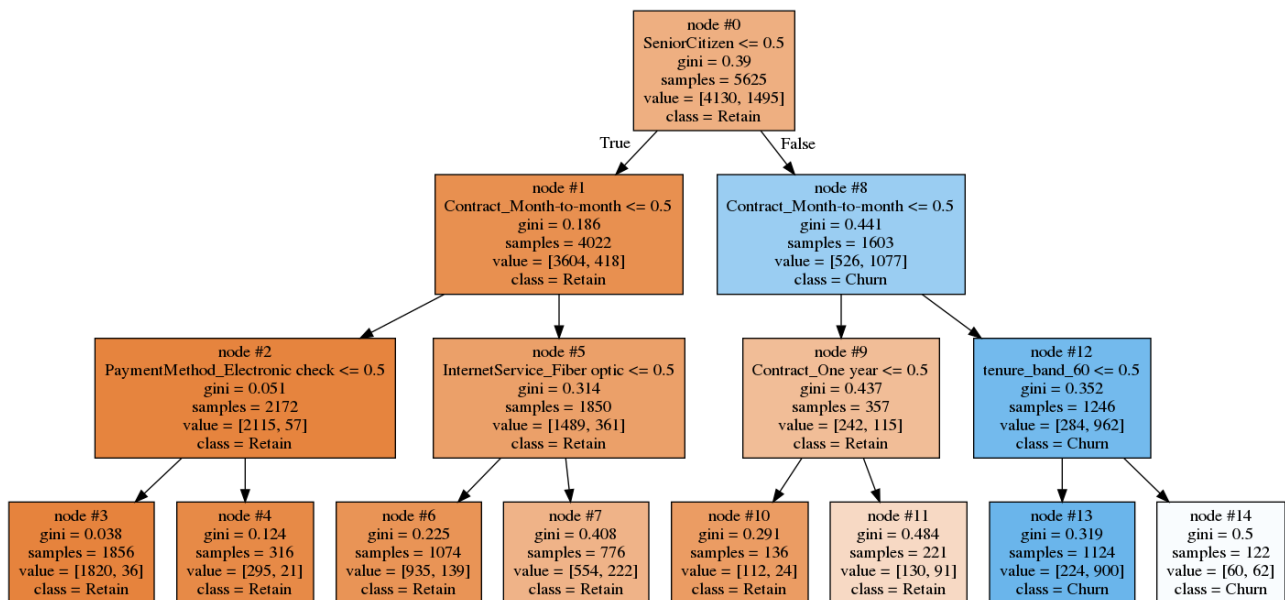 node #0
SeniorCitizen <= 0.5
gini = 0.39
samples = 5625
value = [4130, 1495]
class = Retain
True
False
node #1
Contract_Month-to-month <= 0.5
gini = 0.186
samples = 4022
value = [3604, 418]
class = Retain
node #8
Contract_Month-to-month <= 0.5
gini = 0.441
samples = 1603
value = [526, 1077]
class = Churn
node #2
PaymentMethod_Electronic check <= 0.5
gini = 0.051
samples = 2172
value = [2115, 57]
class = Retain
node #5
InternetService_Fiber optic <= 0.5
gini = 0.314
samples = 1850
value = [1489, 361]
class = Retain
node #9
Contract_One year <= 0.5
gini = 0.437
samples = 357
value = [242, 115]
class = Retain
node #12
tenure_band_60 <= 0.5
gini = 0.352
samples = 1246
value = [284, 962]
class = Churn
node #3
gini = 0.038
samples = 1856
value = [1820, 36]
class = Retain
node #4
gini = 0.124
samples = 316
value = [295, 21]
class = Retain
node #6
gini = 0.225
samples = 1074
value = [935, 139]
class = Retain
node #7
gini = 0.408
samples = 776
value = [554, 222]
class = Retain
node #10
gini = 0.291
samples = 136
value = [112, 24]
class = Retain
node #11
gini = 0.484
samples = 221
value = [130, 91]
class = Retain
node #13
gini = 0.319
samples = 1124
value = [224, 900]
class = Churn
node #14
gini = 0.5
samples = 122
value = [60, 62]
class = Churn